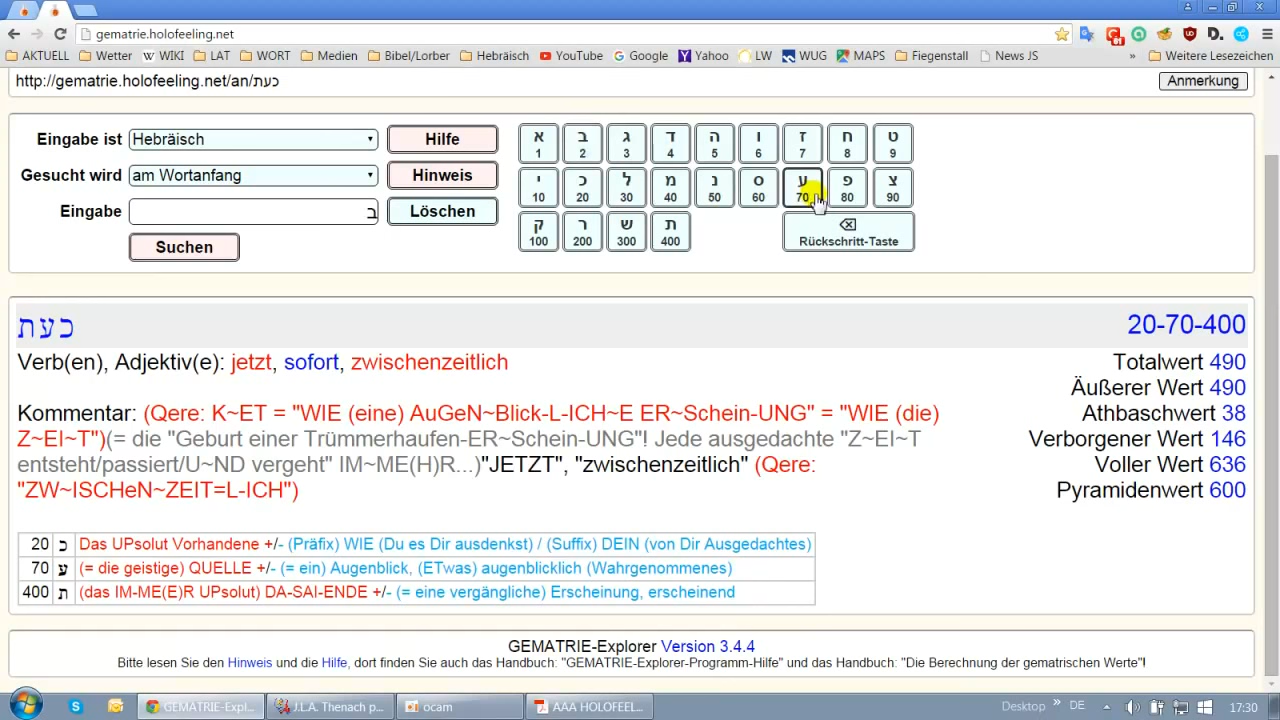 gematrie.holofeeling.net
AKTUELL Wetter WIKI LAT WORT Medien Bibel/Lorber Hebräisch YouTube Google Yahoo LW WUG MAPS Fiegenstall News JS » Weitere Lesezeichen
http://gematrie.holofeeling.net/an/כעת Anmerkung
Eingabe ist Hebräisch Hilfe
Gesucht wird am Wortanfang Hinweis
Eingabe ב Löschen
Suchen
א ב ג ד ה ו ז ח ט
1 2 3 4 5 6 7 8 9
י כ ל מ נ ס ע פ צ
10 20 30 40 50 60 70 80 90
ק ר ש ת
100 200 300 400 Rückschritt-Taste
כעת 20-70-400
Verb(en), Adjektiv(e): jetzt, sofort, zwischenzeitlich Totalwert 490
Äußerer Wert 490
Kommentar: (Qere: K~ET = "WIE (eine) AuGeN~Blick-L-ICH~E ER~Schein-UNG" = "WIE (die) Athbaschwert 38
Z~EI~T")(= die "Geburt einer Trümmerhaufen-ER~Schein-UNG"! Jede ausgedachte "Z~EI~T Verborgener Wert 146
entsteht/passiert/U~ND vergeht" IM~ME(H)R...)"JETZT", "zwischenzeitlich" (Qere: Voller Wert 636
"ZW~ISCHeN~ZEIT=L-ICH") Pyramidenwert 600
20 כ Das UPsolut Vorhandene +/- (Präfix) WIE (Du es Dir ausdenkst) / (Suffix) DEIN (von Dir Ausgedachtes)
70 ע (= die geistige) QUELLE +/- (= ein) Augenblick, (ETwas) augenblicklich (Wahrgenommenes)
400 ת (das IM-ME(E)R UPsolut) DA-SAI-ENDE +/- (= eine vergängliche) Erscheinung, erscheinend
GEMATRIE-Explorer Version 3.4.4
Bitte lesen Sie den Hinweis und die Hilfe, dort finden Sie auch das Handbuch: "GEMATRIE-Explorer-Programm-Hilfe" und das Handbuch: "Die Berechnung der gematrischen Werte"!
GEMATRIE-Expl... J.L.A. Thenach p... ocam AAA HOLOFEEL... Desktop » DE 17:30